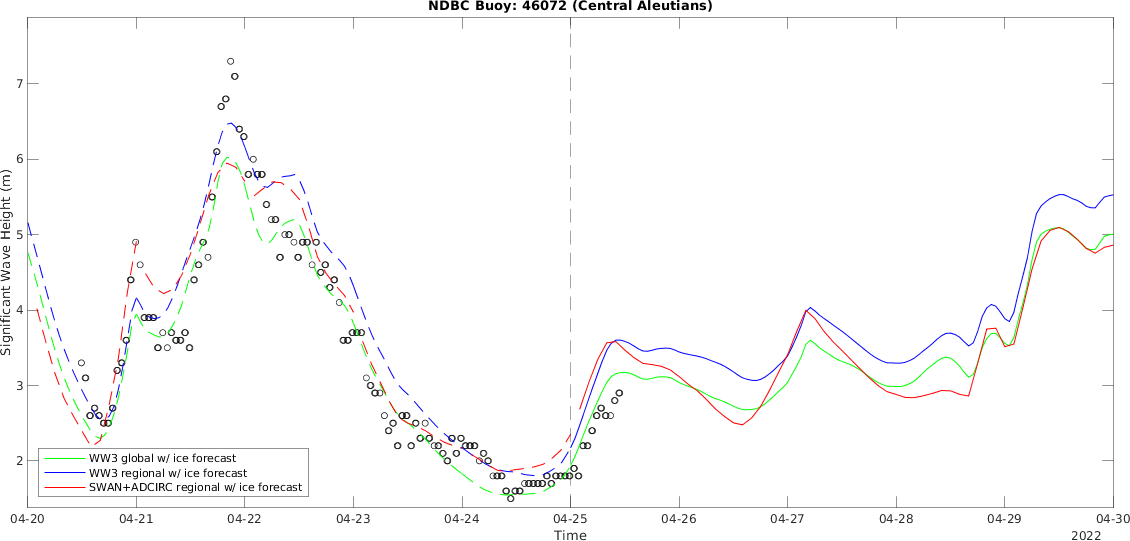 NDBC Buoy: 46072 (Central Aleutians)
Significant Wave Height (m)
7
6
5
4
3
2
WW3 global w/ ice forecast
WW3 regional w/ ice forecast
SWAN+ADCIRC regional w/ ice forecast
04-20 04-21 04-22 04-23 04-24 04-25 04-26 04-27 04-28 04-29 04-30
Time
2022